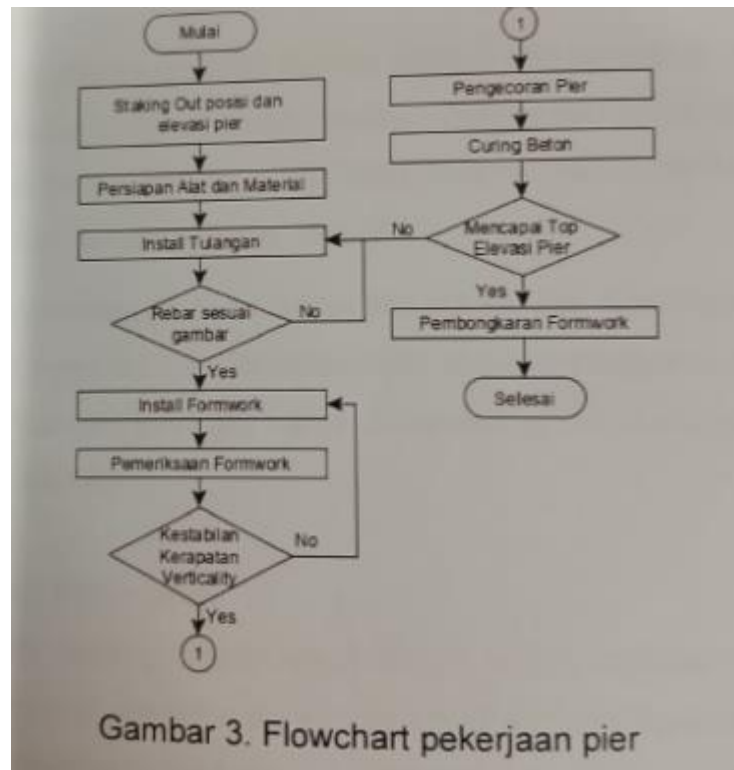 Mulai
Staking Out posisi dan
elevasi pier
Persiapan Alat dan Material
Install Tulangan
Rebar sesuai
gambar
No
Yes
Install Formwork
Pemeriksaan Formwork
Kestabilan
Kerapatan
Verticality
No
Yes
1
1
Pengecoran Pier
Curing Beton
Mencapai Top
Elevasi Pier
No
Yes
Pembongkaran Formwork
Sellesai
Gambar 3. Flowchart pekerjaan pier